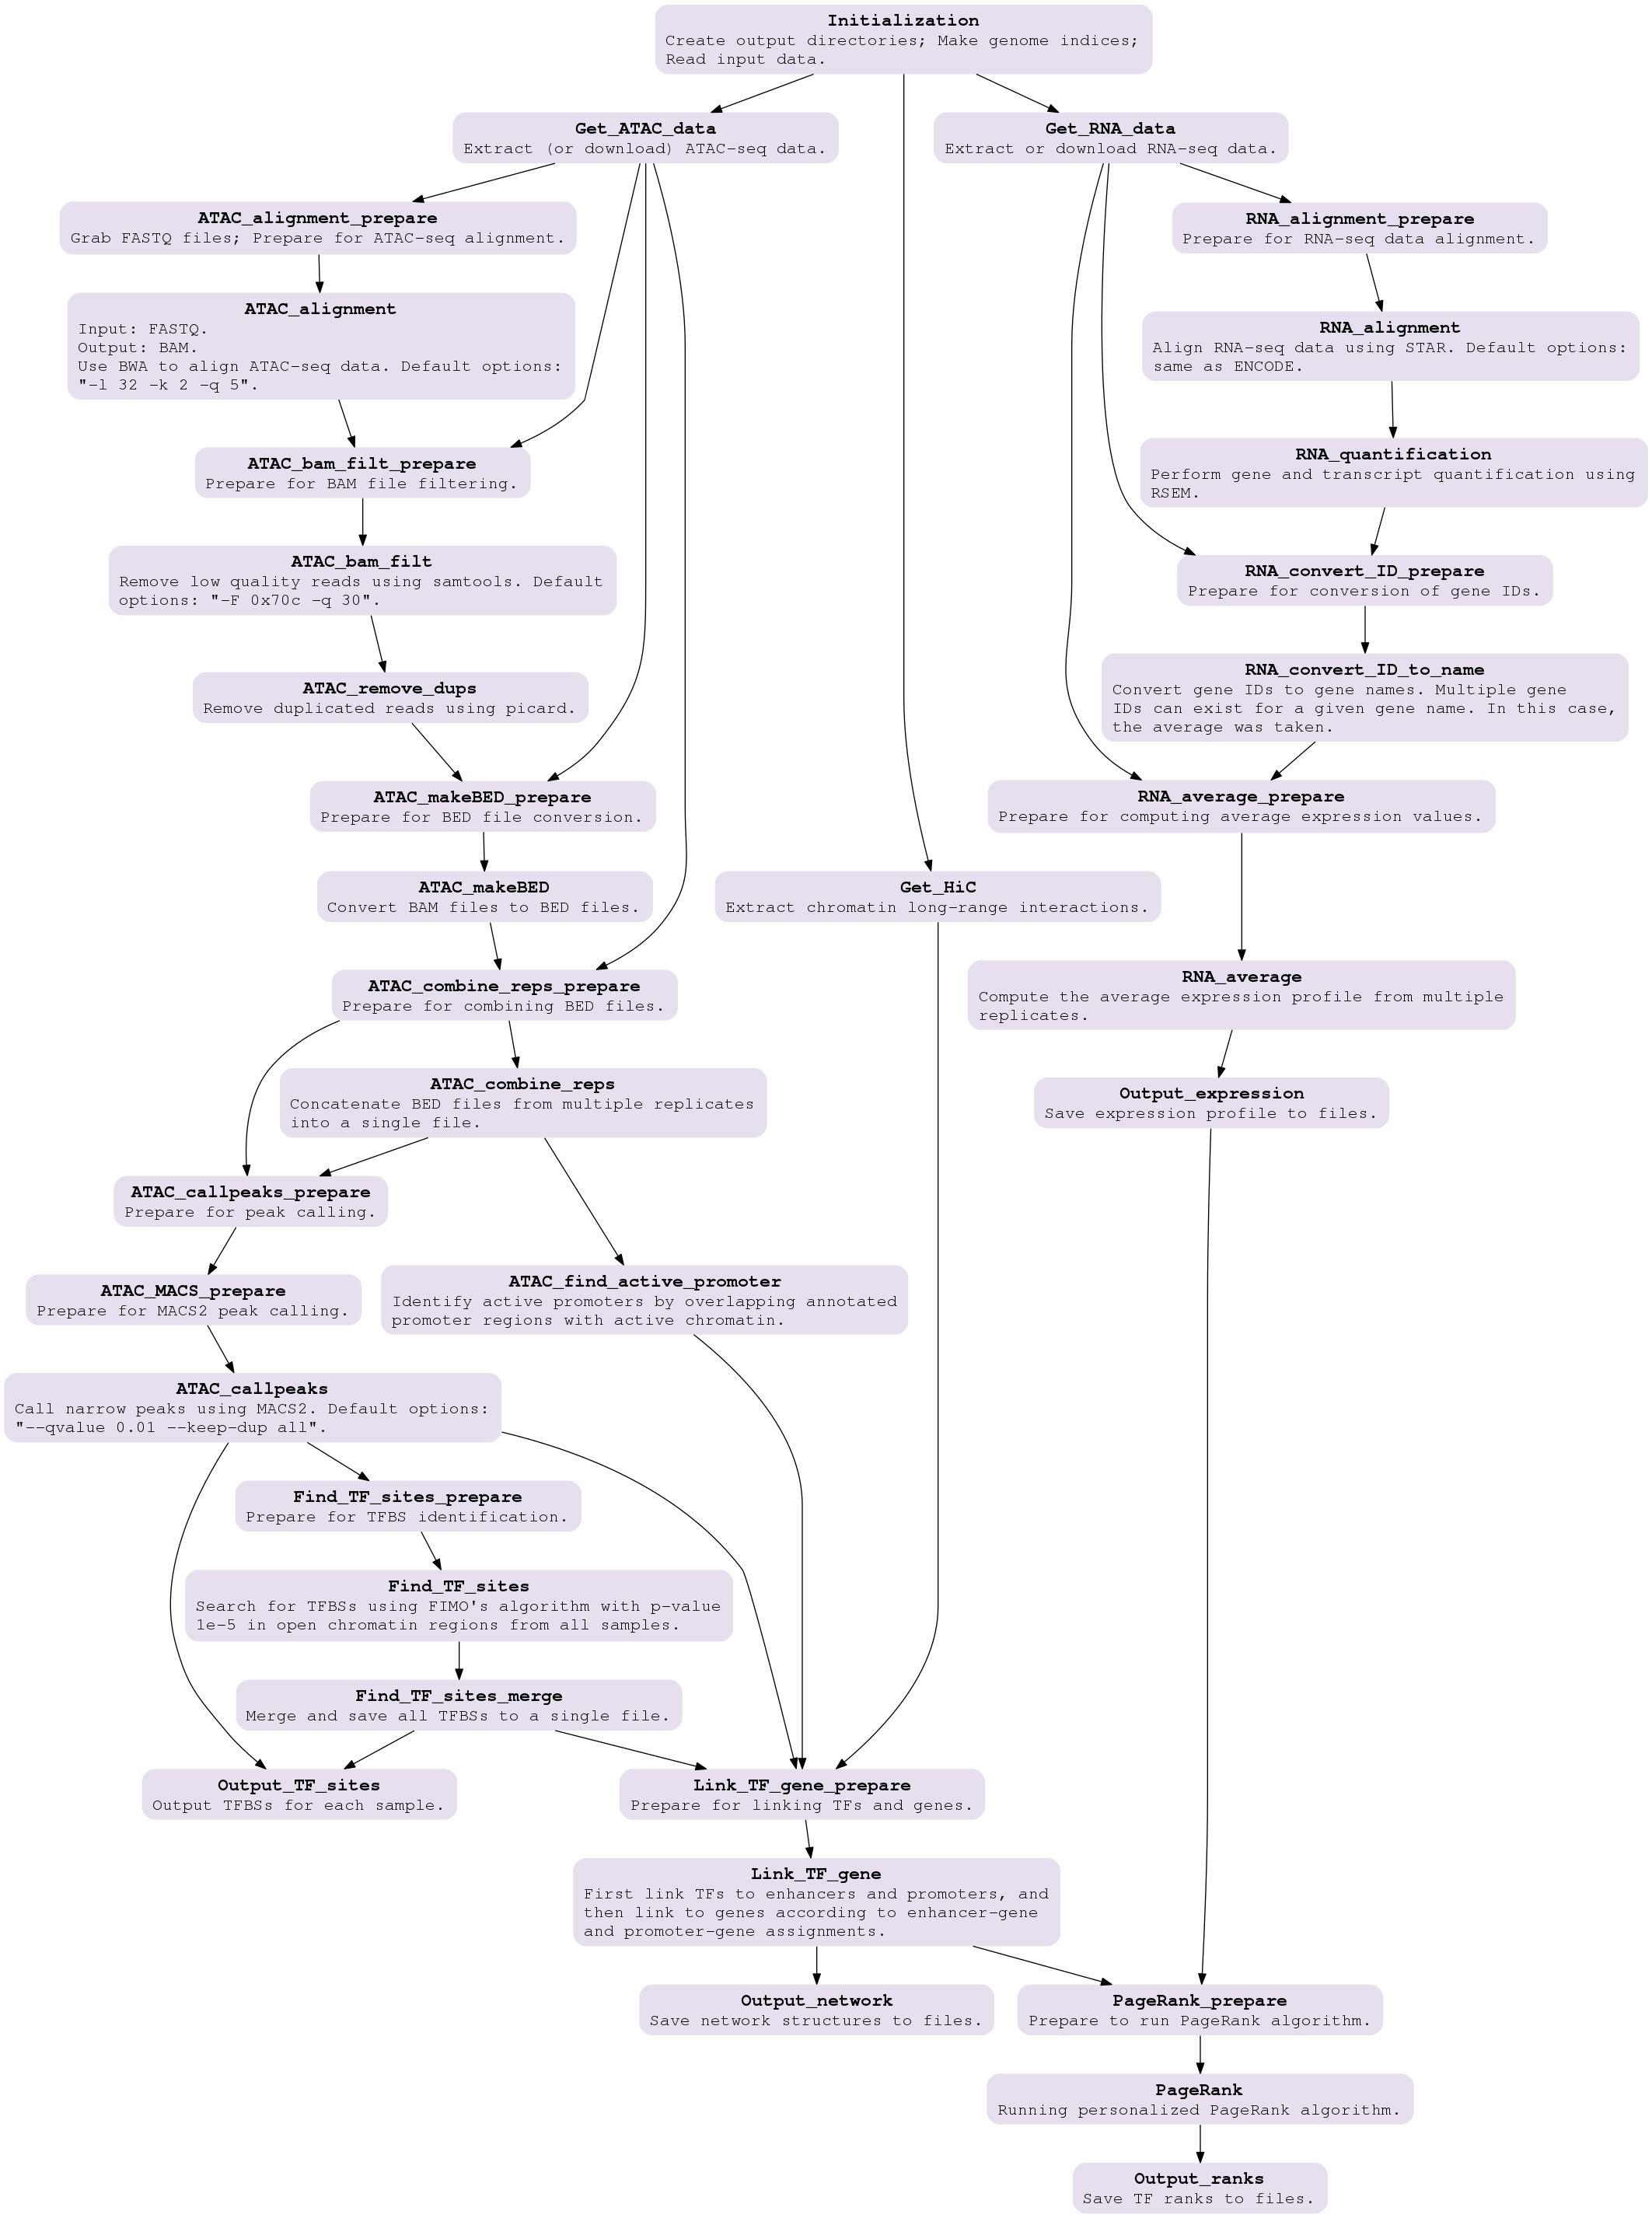 Initialization
Create output directories; Make genome indices;
Read input data.
Get_ATAC_data
Extract (or download) ATAC-seq data.
Get_RNA_data
Extract or download RNA-seq data.
ATAC_alignment_prepare
Grab FASTQ files; Prepare for ATAC-seq alignment.
RNA_alignment_prepare
Prepare for RNA-seq data alignment.
ATAC_alignment
Input: FASTQ.
Output: BAM.
Use BWA to align ATAC-seq data. Default options:
"-l 32 -k 2 -q 5".
RNA_alignment
Align RNA-seq data using STAR. Default options:
same as ENCODE.
ATAC_bam_filt_prepare
Prepare for BAM file filtering.
RNA_quantification
Perform gene and transcript quantification using
RSEM.
ATAC_bam_filt
Remove low quality reads using samtools. Default
options: "-F 0x70c -q 30".
RNA_convert_ID_prepare
Prepare for conversion of gene IDs.
ATAC_remove_dups
Remove duplicated reads using picard.
RNA_convert_ID_to_name
Convert gene IDs to gene names. Multiple gene
IDs can exist for a given gene name. In this case,
the average was taken.
ATAC_makeBED_prepare
Prepare for BED file conversion.
RNA_average_prepare
Prepare for computing average expression values.
ATAC_makeBED
Convert BAM files to BED files.
Get_HiC
Extract chromatin long-range interactions.
ATAC_combine_reps_prepare
Prepare for combining BED files.
RNA_average
Compute the average expression profile from multiple
replicates.
ATAC_combine_reps
Concatenate BED files from multiple replicates
into a single file.
Output_expression
Save expression profile to files.
ATAC_callpeaks_prepare
Prepare for peak calling.
ATAC_MACS_prepare
Prepare for MACS2 peak calling.
ATAC_find_active_promoter
Identify active promoters by overlapping annotated
promoter regions with active chromatin.
ATAC_callpeaks
Call narrow peaks using MACS2. Default options:
"--qvalue 0.01 --keep-dup all".
Find_TF_sites_prepare
Prepare for TFBS identification.
Find_TF_sites
Search for TFBSs using FIMO's algorithm with p-value
1e-5 in open chromatin regions from all samples.
Find_TF_sites_merge
Merge and save all TFBSs to a single file.
Output_TF_sites
Output TFBSs for each sample.
Link_TF_gene_prepare
Prepare for linking TFs and genes.
Link_TF_gene
First link TFs to enhancers and promoters, and
then link to genes according to enhancer-gene
and promoter-gene assignments.
Output_network
Save network structures to files.
PageRank_prepare
Prepare to run PageRank algorithm.
PageRank
Running personalized PageRank algorithm.
Output_ranks
Save TF ranks to files.